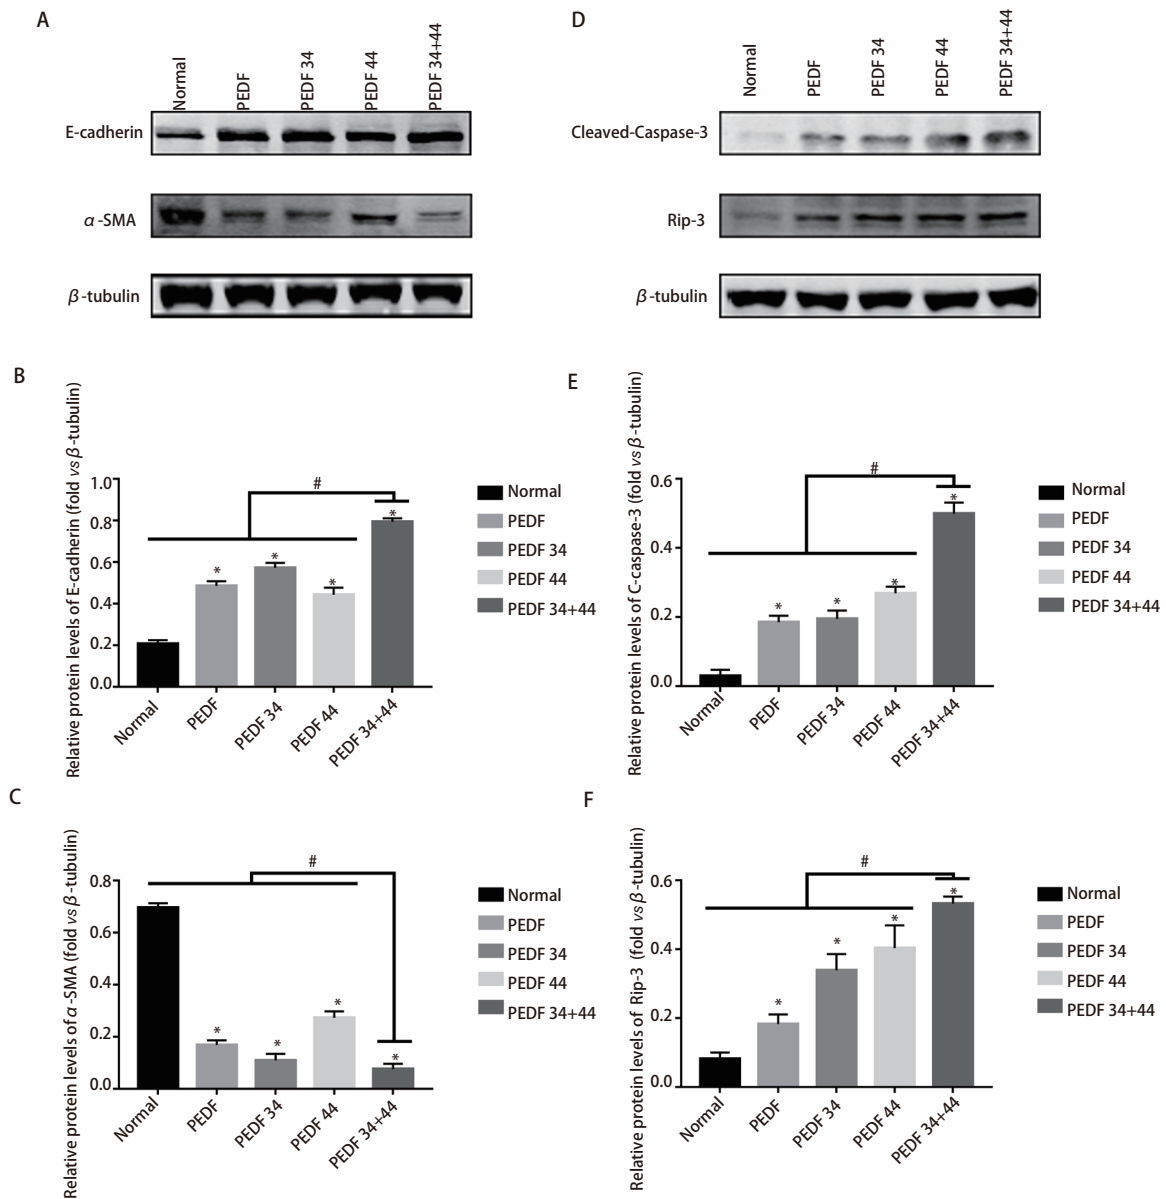 A
Normal
PEDF
PEDF 34
PEDF 44
PEDF 34+44
E-cadherin
α-SMA
β-tubulin
D
Normal
PEDF
PEDF 34
PEDF 44
PEDF 34+44
Cleaved-Caspase-3
Rip-3
β-tubulin
B
Relative protein levels of E-cadherin (fold vs β-tubulin)
1.0
0.8
0.6
0.4
0.2
0.0
#
*
*
*
*
Normal
PEDF
PEDF 34
PEDF 44
PEDF 34+44
Normal
PEDF
PEDF 34
PEDF 44
PEDF 34+44
E
Relative protein levels of C-caspase-3 (fold vs β-tubulin)
0.6
0.4
0.2
0.0
#
*
*
*
*
Normal
PEDF
PEDF 34
PEDF 44
PEDF 34+44
Normal
PEDF
PEDF 34
PEDF 44
PEDF 34+44
C
Relative protein levels of α-SMA (fold vs β-tubulin)
0.8
0.6
0.4
0.2
0.0
#
*
*
*
*
Normal
PEDF
PEDF 34
PEDF 44
PEDF 34+44
Normal
PEDF
PEDF 34
PEDF 44
PEDF 34+44
F
Relative protein levels of Rip-3 (fold vs β-tubulin)
0.6
0.4
0.2
0.0
#
*
*
*
*
Normal
PEDF
PEDF 34
PEDF 44
PEDF 34+44
Normal
PEDF
PEDF 34
PEDF 44
PEDF 34+44